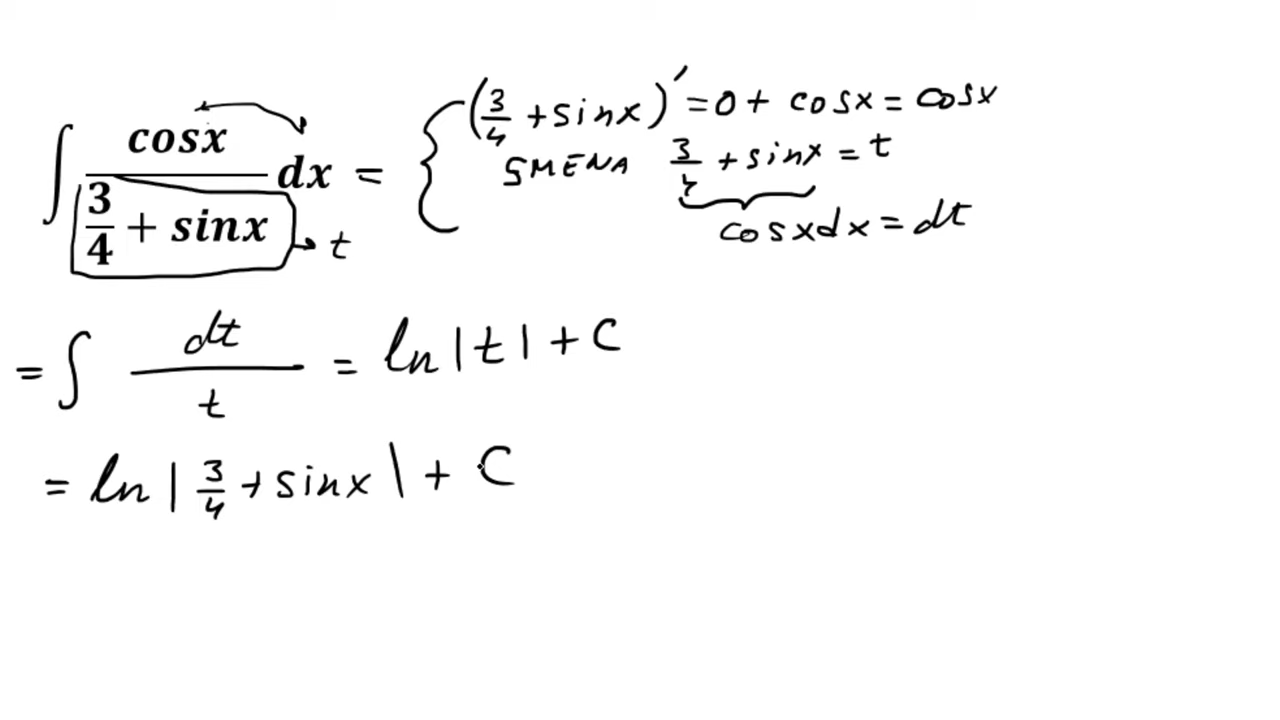 ∫ cosx / (3/4 + sinx) dx = { (3/4 + sinx)' = 0 + cosx = cosx
SMENA 3/4 + sinx = t
→ t
cosxdx = dt
= ∫ dt / t = ln |t| + C
= ln | 3/4 + sinx | + C